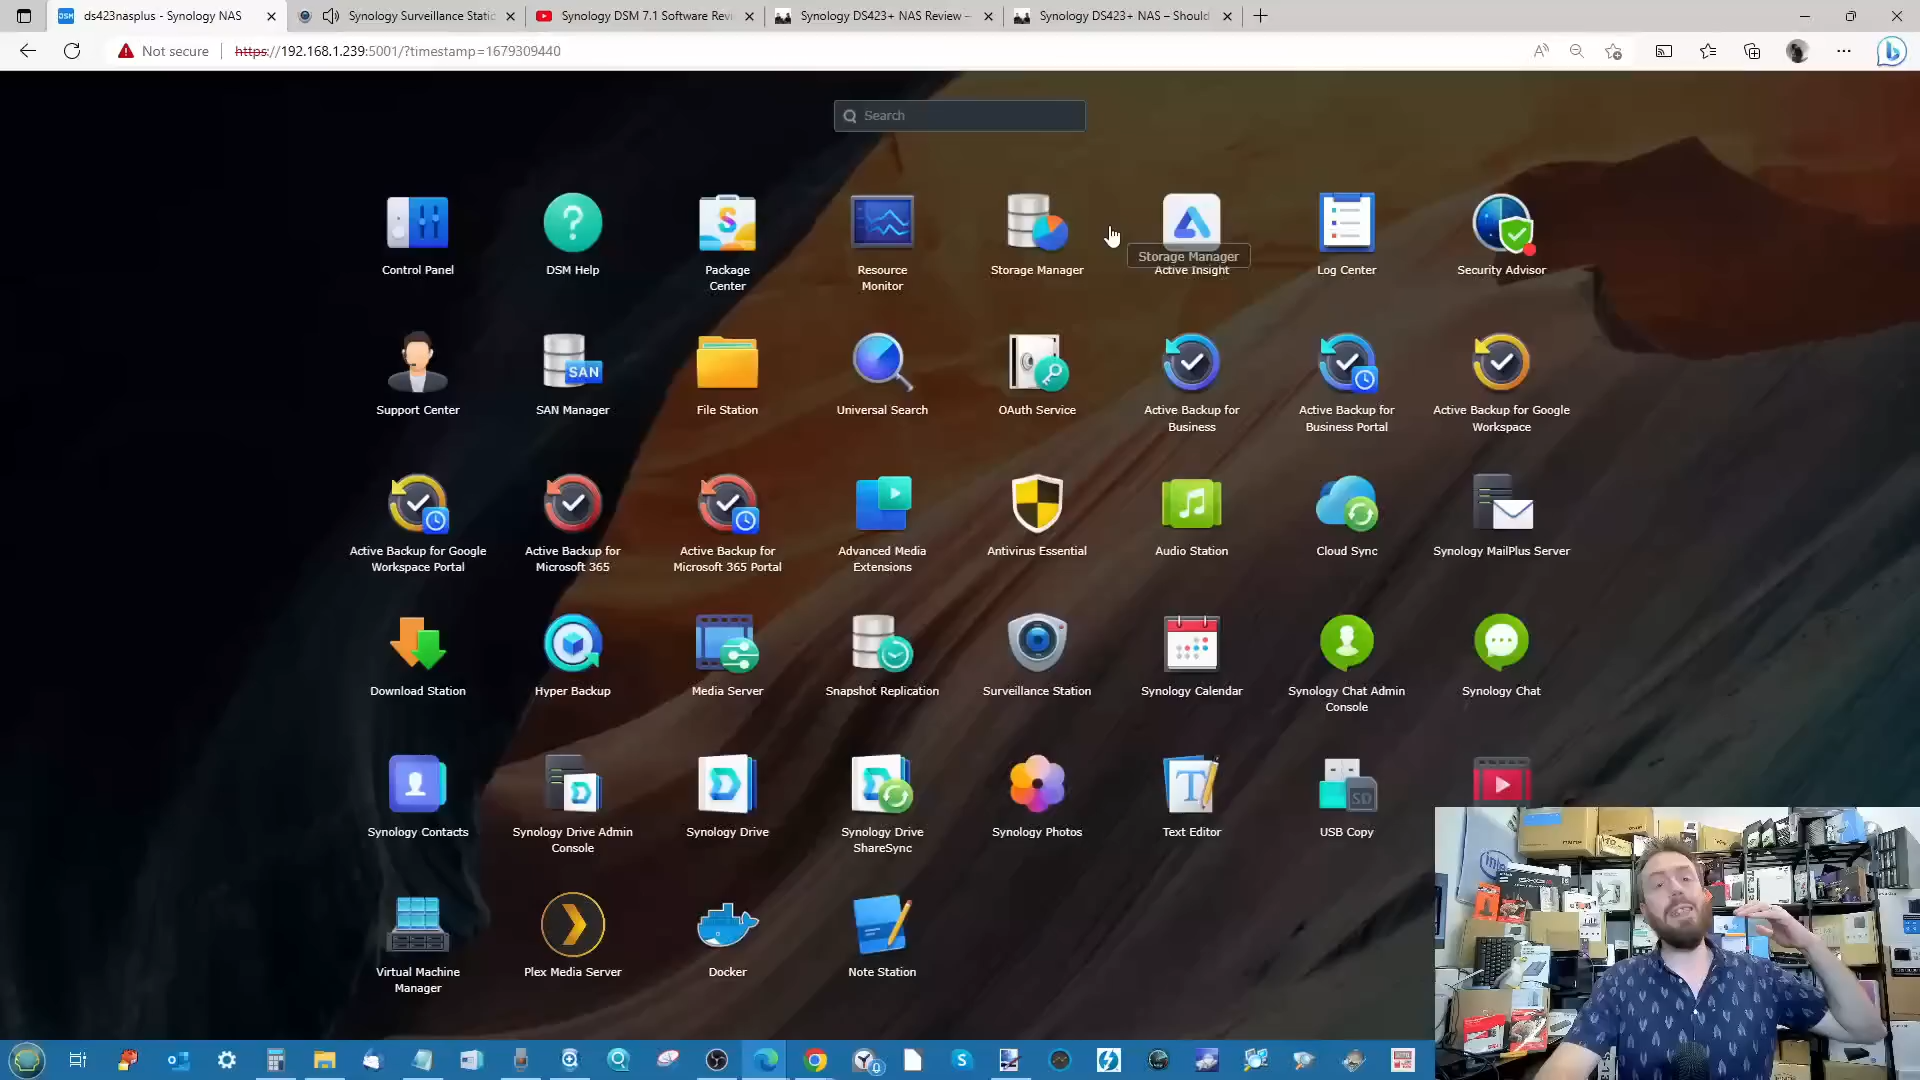 ds423nasplus - Synology NAS
Synology Surveillance Static
Synology DSM 7.1 Software Revi
Synology DS423+ NAS Review –
Synology DS423+ NAS – Should
Not secure
https://192.168.1.239:5001/?timestamp=1679309440
Search
Control Panel
DSM Help
Package
Center
Resource
Monitor
Storage Manager
Storage Manager
Active Insight
Log Center
Security Advisor
Support Center
SAN
SAN Manager
File Station
Universal Search
OAuth Service
Active Backup for
Business
Active Backup for
Business Portal
Active Backup for Google
Workspace
Active Backup for Google
Workspace Portal
Active Backup for
Microsoft 365
Active Backup for
Microsoft 365 Portal
Advanced Media
Extensions
Antivirus Essential
Audio Station
Cloud Sync
Synology MailPlus Server
Download Station
Hyper Backup
Media Server
Snapshot Replication
Surveillance Station
Synology Calendar
Synology Chat Admin
Console
Synology Chat
Synology Contacts
Synology Drive Admin
Console
Synology Drive
Synology Drive
ShareSync
Synology Photos
Text Editor
SD
USB Copy
Virtual Machine
Manager
Plex Media Server
Docker
Note Station
intel